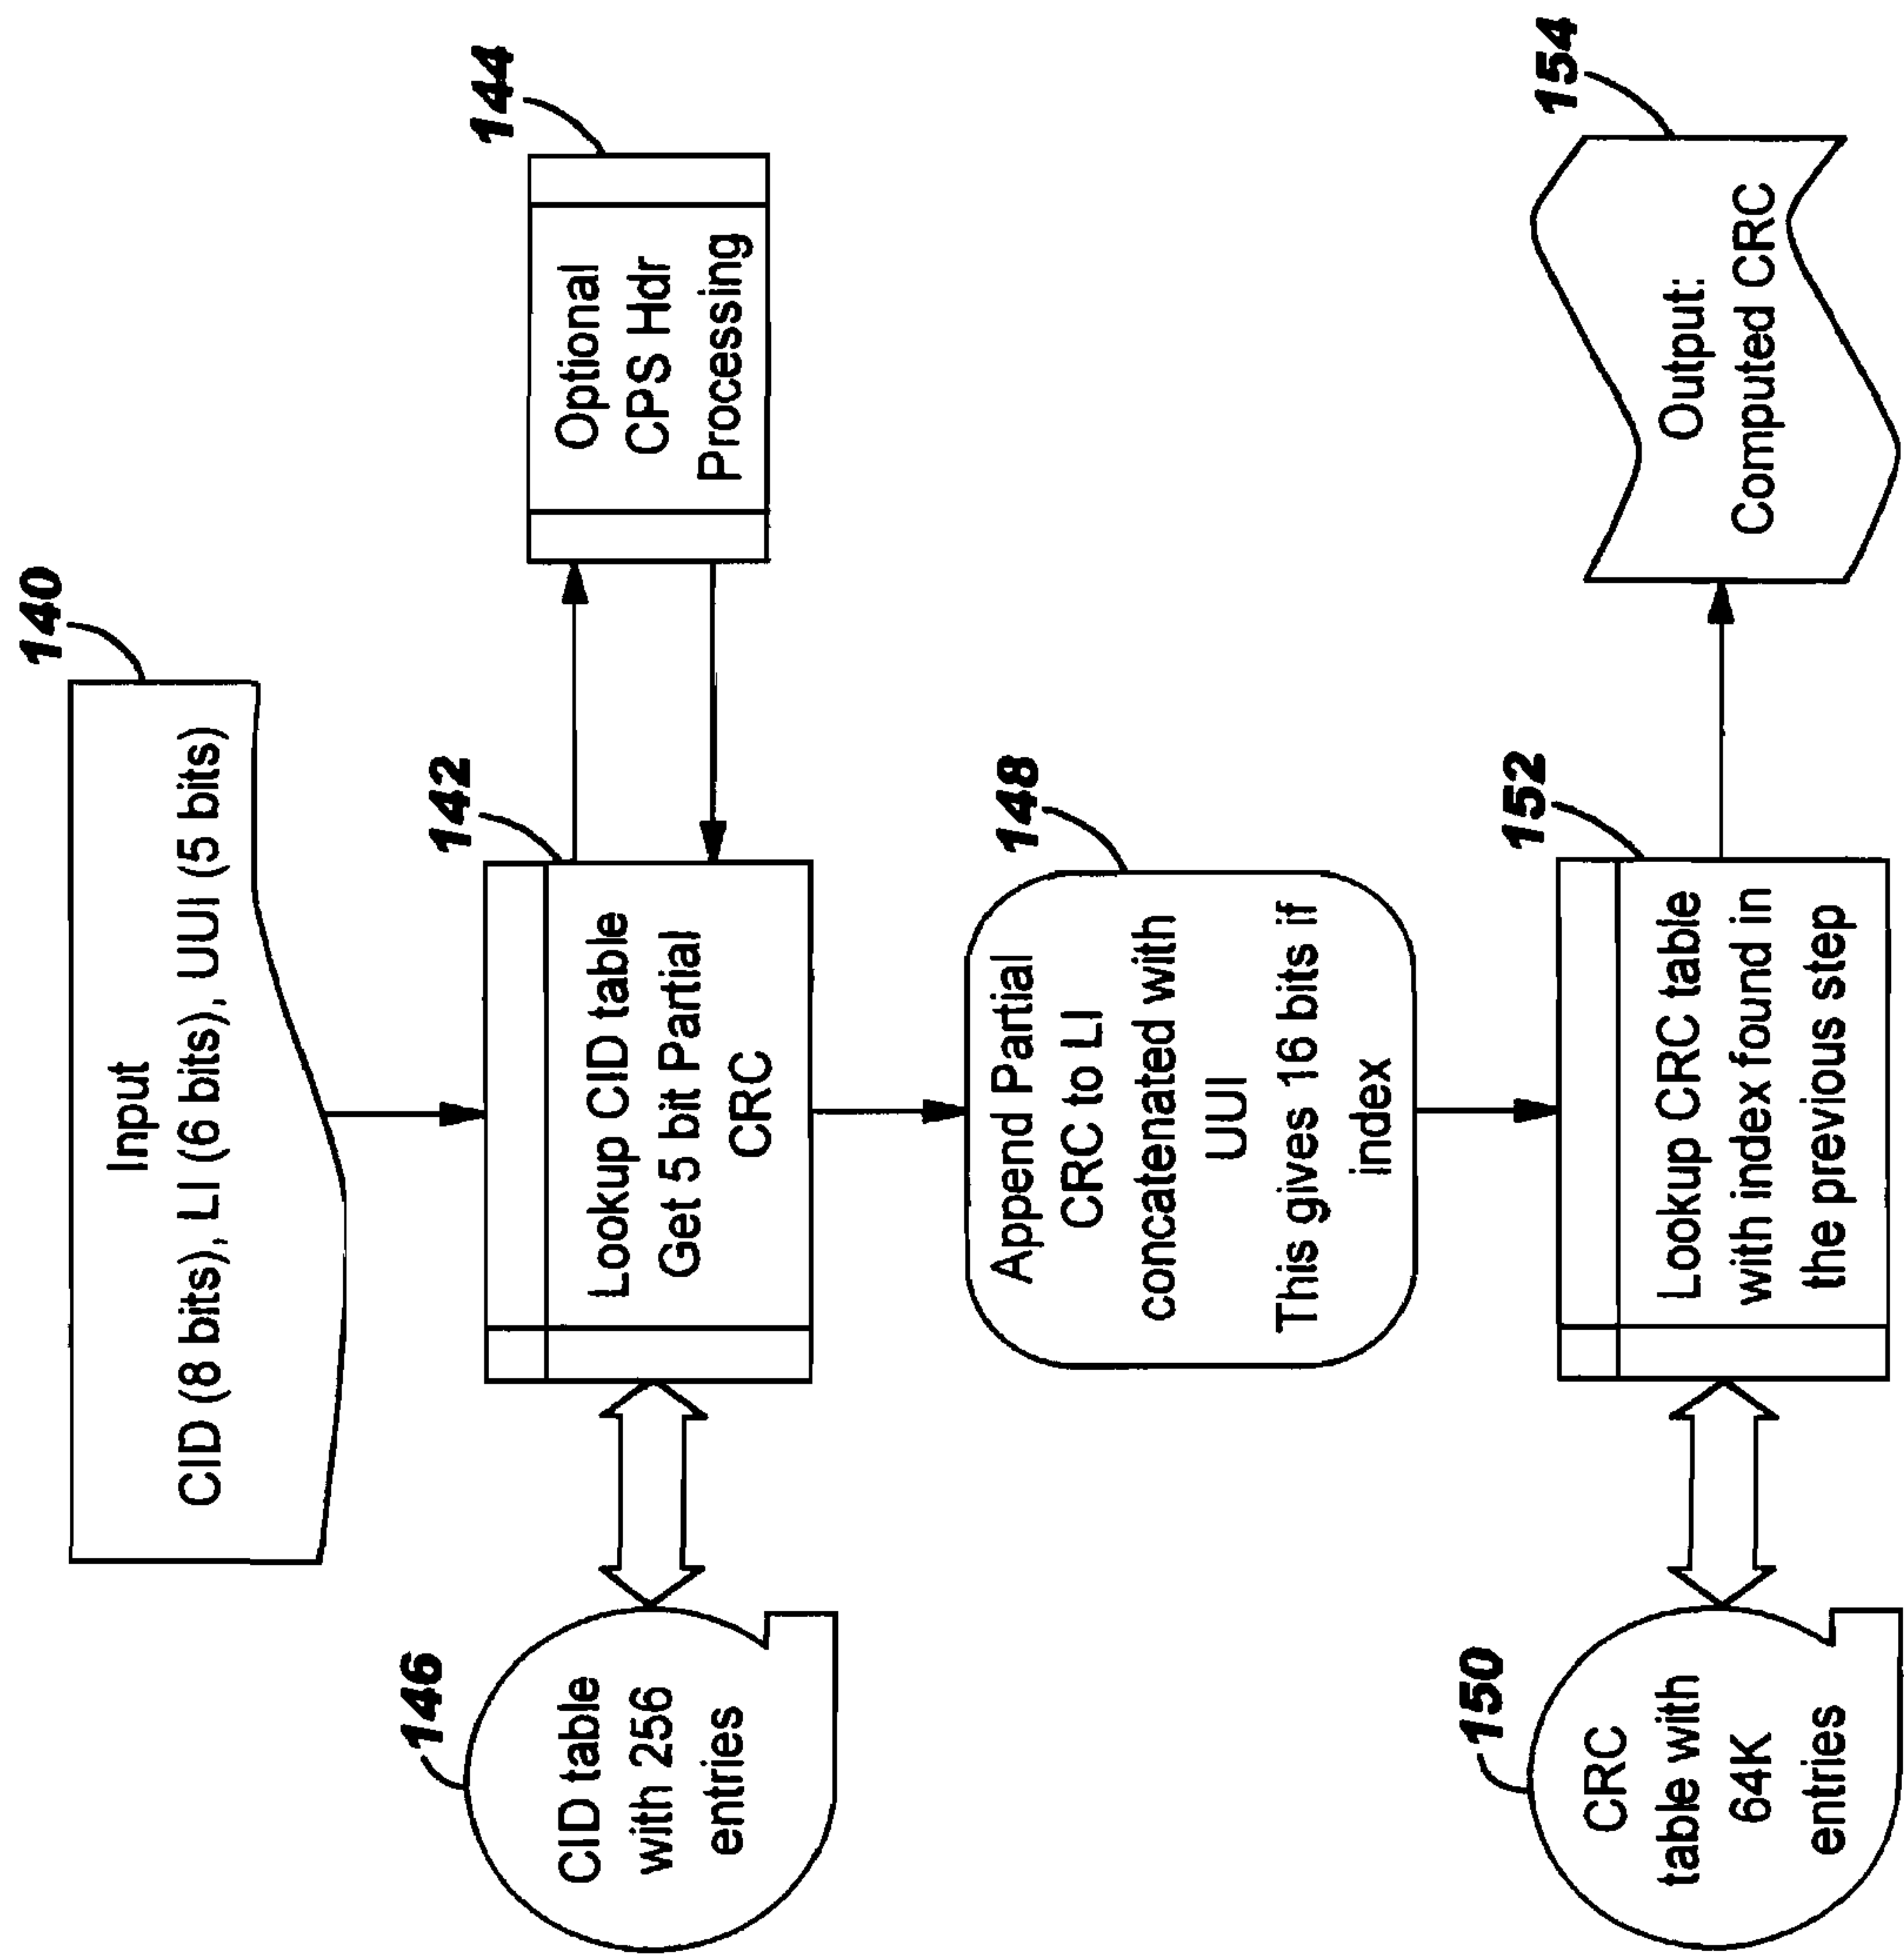 140
Input
CID (8 bits), LI (6 bits), UUI (5 bits)
146
CID table
with 256
entries
142
Lookup CID table
Get 5 bit Partial
CRC
144
Optional
CPS Hdr
Processing
148
Append Partial
CRC to LI
concatenated with
UUI
This gives 16 bits if
index
150
CRC
table with
64K
entries
152
Lookup CRC table
with index found in
the previous step
154
Output:
Computed CRC